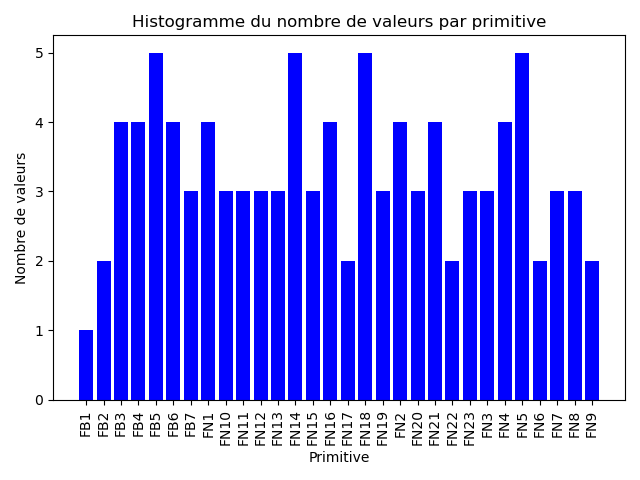 Histogramme du nombre de valeurs par primitive
Nombre de valeurs
5
4
3
2
1
0
FB1 FB2 FB3 FB4 FB5 FB6 FB7 FN1 FN10 FN11 FN12 FN13 FN14 FN15 FN16 FN17 FN18 FN19 FN2 FN20 FN21 FN22 FN23 FN3 FN4 FN5 FN6 FN7 FN8 FN9
Primitive